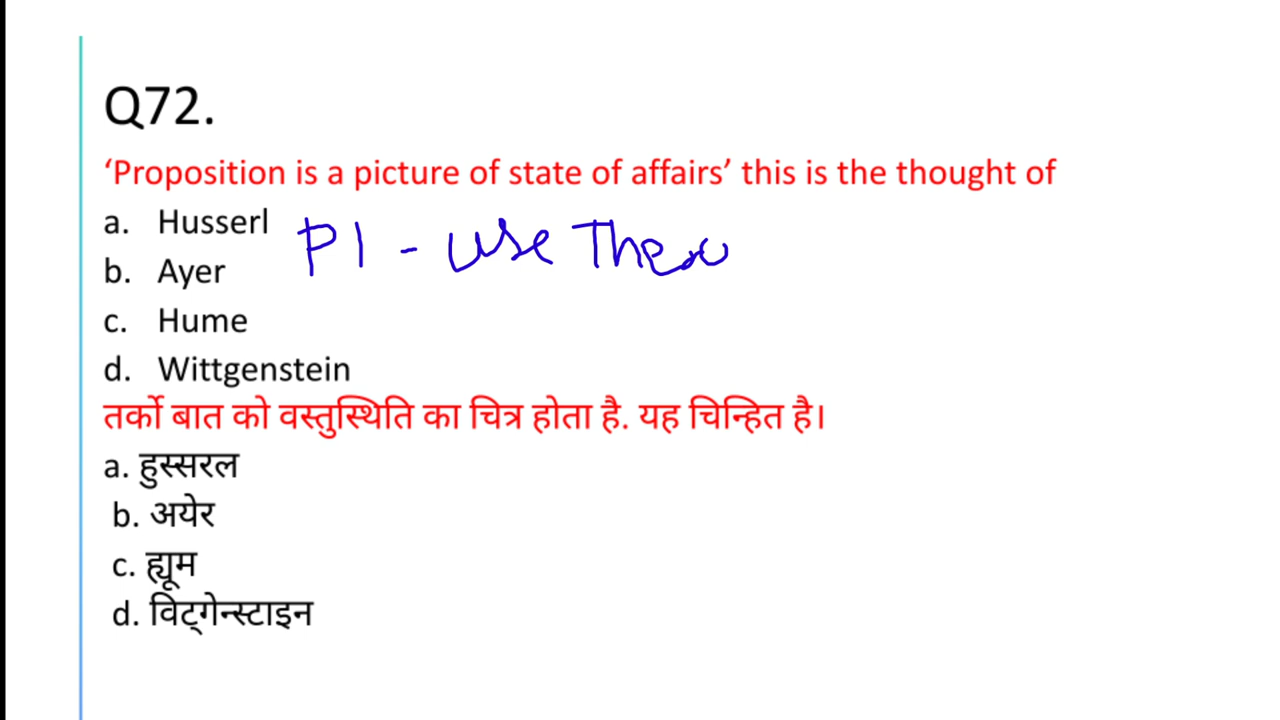 Q72.
‘Proposition is a picture of state of affairs’ this is the thought of
a. Husserl
PI - Use Theo
b. Ayer
c. Hume
d. Wittgenstein
तर्को बात को वस्तुस्थिति का चित्र होता है. यह चिन्हित है।
a. हुस्सरल
b. अयेर
c. ह्यूम
d. विट्गेन्स्टाइन